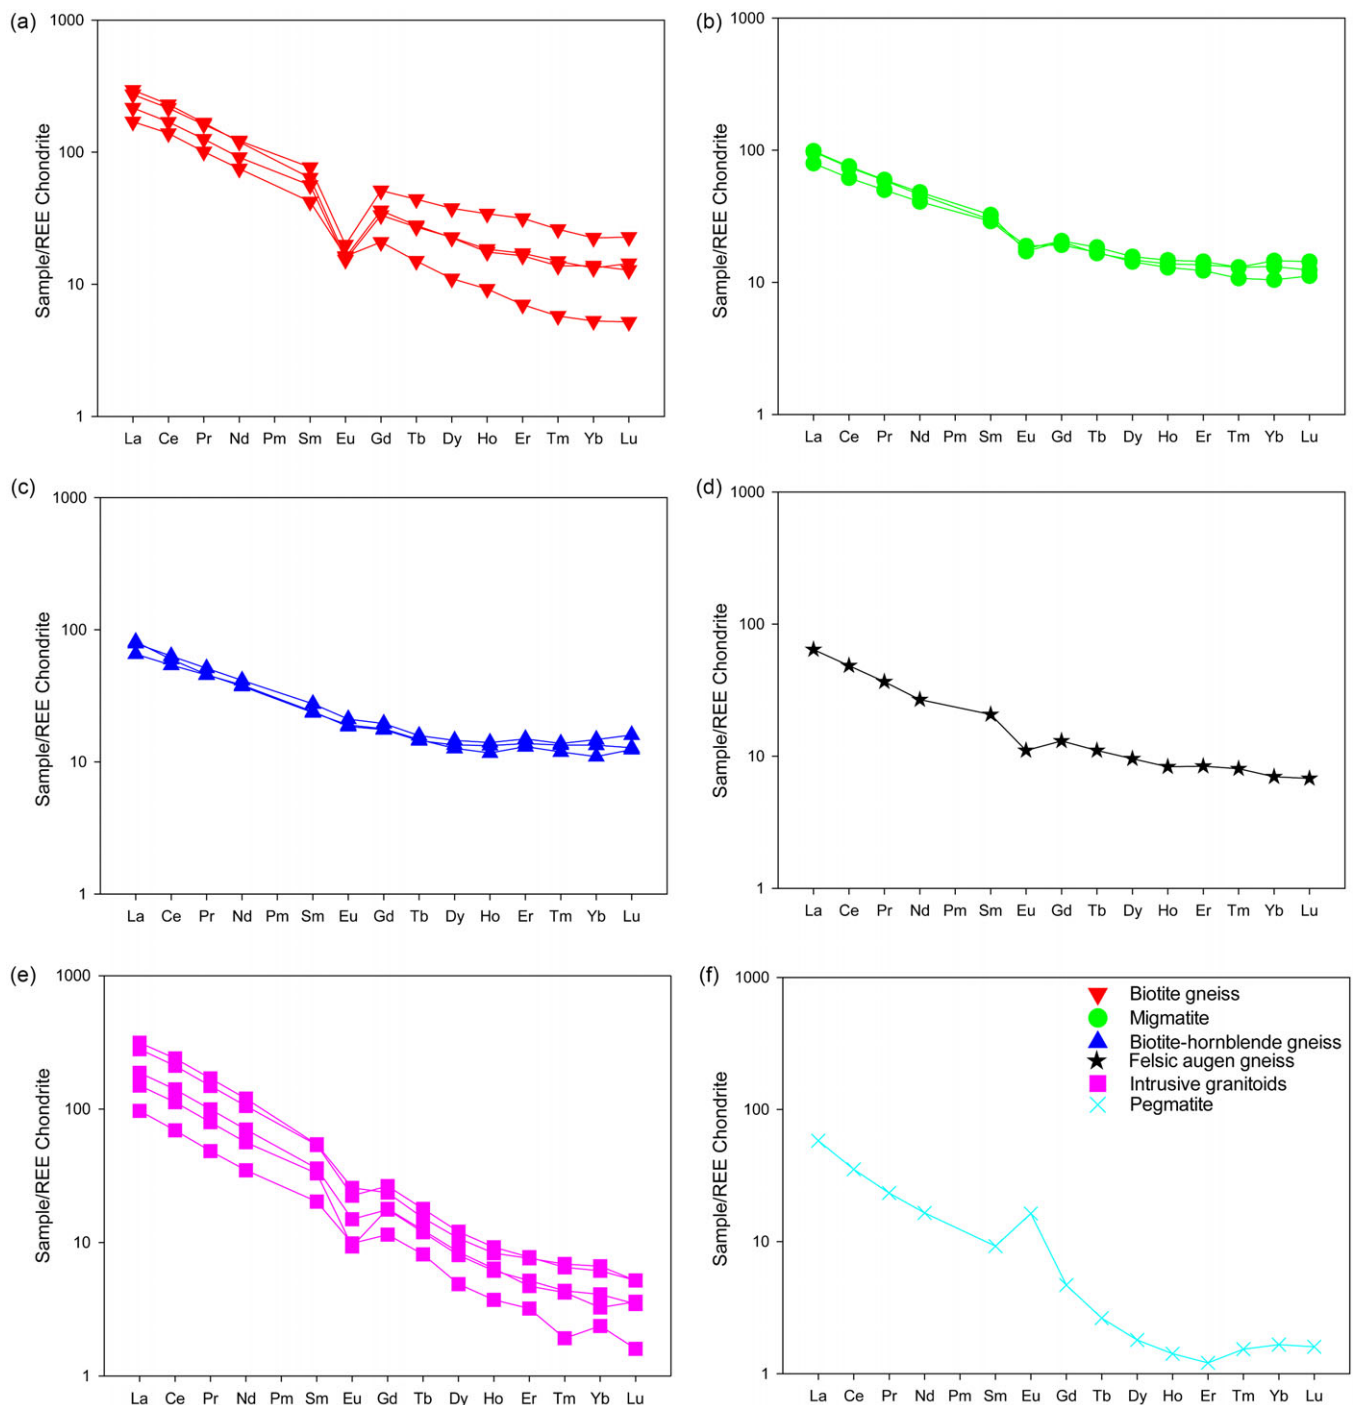 (a)
1000
100
10
1
Sample/REE Chondrite
La Ce Pr Nd Pm Sm Eu Gd Tb Dy Ho Er Tm Yb Lu
(b)
1000
100
10
1
Sample/REE Chondrite
La Ce Pr Nd Pm Sm Eu Gd Tb Dy Ho Er Tm Yb Lu
(c)
1000
100
10
1
Sample/REE Chondrite
La Ce Pr Nd Pm Sm Eu Gd Tb Dy Ho Er Tm Yb Lu
(d)
1000
100
10
1
Sample/REE Chondrite
La Ce Pr Nd Pm Sm Eu Gd Tb Dy Ho Er Tm Yb Lu
(e)
1000
100
10
1
Sample/REE Chondrite
La Ce Pr Nd Pm Sm Eu Gd Tb Dy Ho Er Tm Yb Lu
(f)
1000
100
10
1
Sample/REE Chondrite
Biotite gneiss
Migmatite
Biotite-hornblende gneiss
Felsic augen gneiss
Intrusive granitoids
Pegmatite
La Ce Pr Nd Pm Sm Eu Gd Tb Dy Ho Er Tm Yb Lu